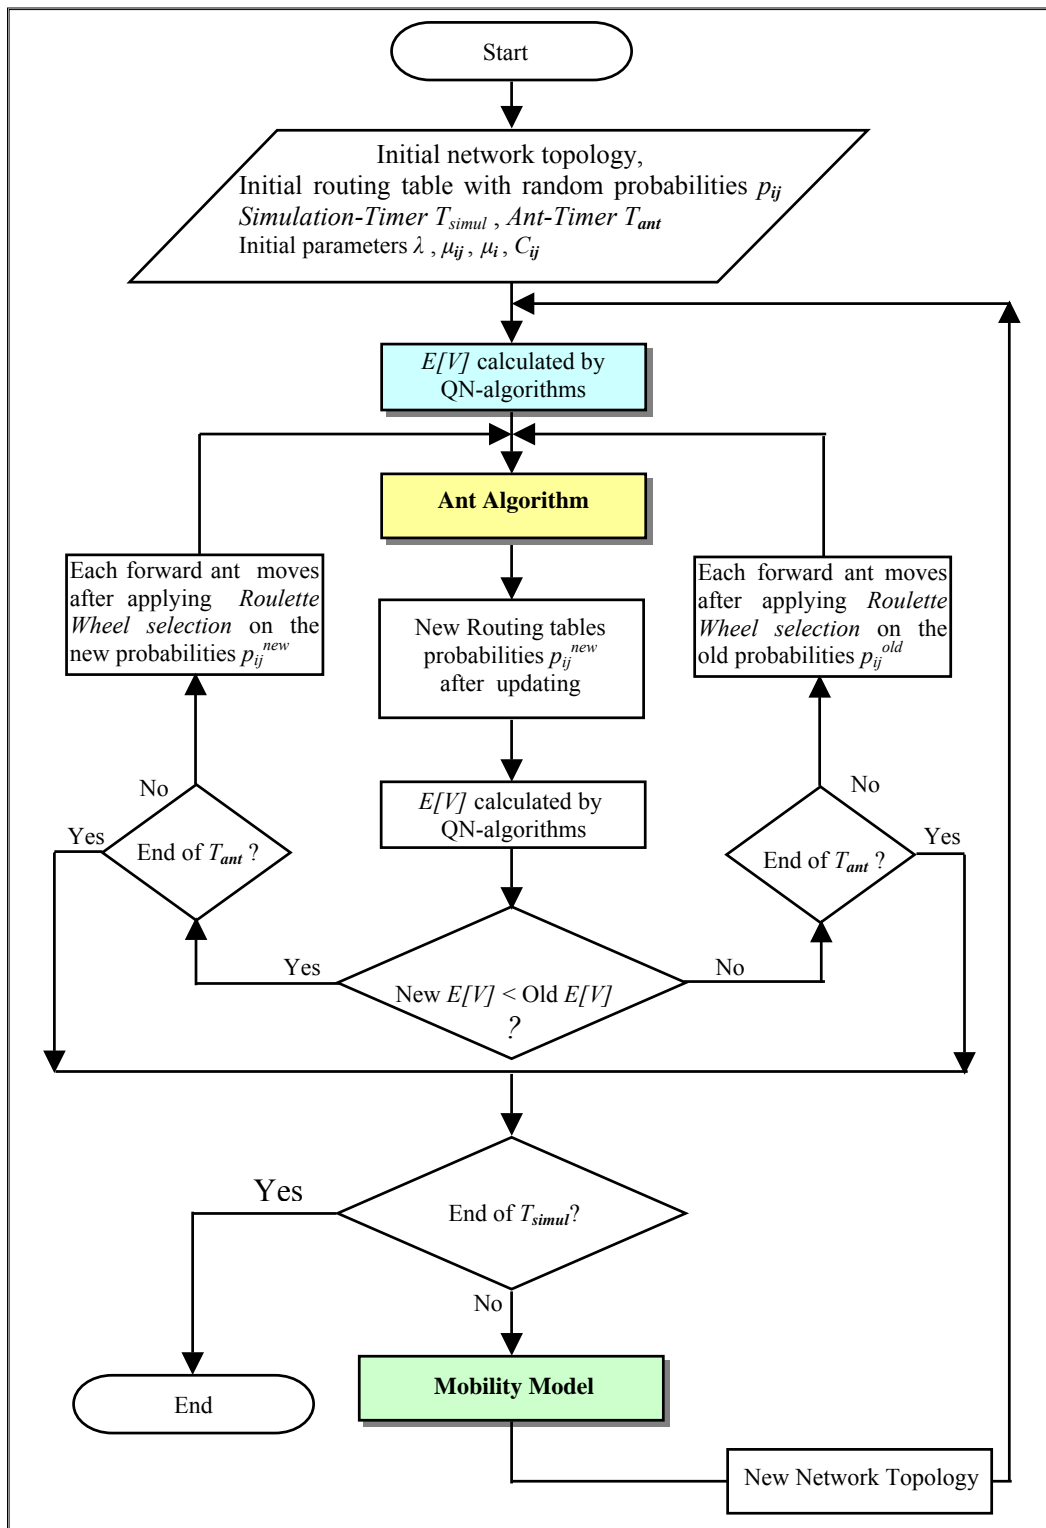 Start
Initial network topology,
Initial routing table with random probabilities p_ij
Simulation-Timer T_simul , Ant-Timer T_ant
Initial parameters λ , μ_ij, μ_i, C_ij
E[V] calculated by
QN-algorithms
Ant Algorithm
Each forward ant moves
after applying Roulette
Wheel selection on the
new probabilities p_ij^new
New Routing tables
probabilities p_ij^new
after updating
Each forward ant moves
after applying Roulette
Wheel selection on the
old probabilities p_ij^old
E[V] calculated by
QN-algorithms
No
Yes
End of T_ant ?
No
Yes
End of T_ant ?
Yes
No
New E[V] < Old E[V]
?
Yes
End of T_simul?
No
Mobility Model
End
New Network Topology